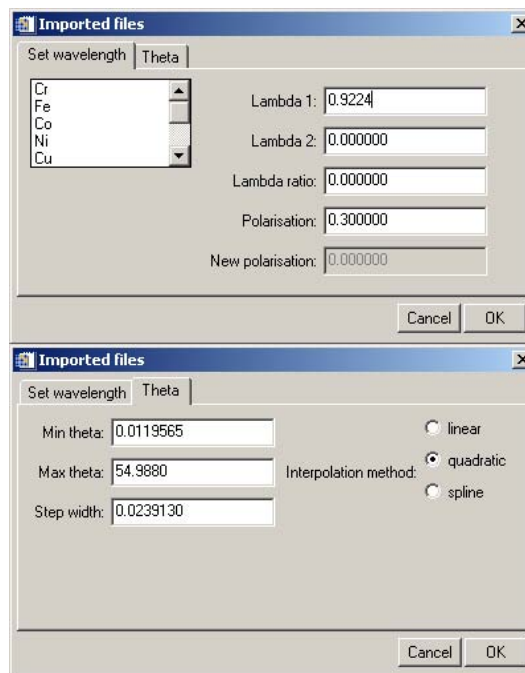 Imported files
Set wavelength Theta
Cr
Fe
Co
Ni
Cu
Lambda 1: 0.9224
Lambda 2: 0.000000
Lambda ratio: 0.000000
Polarisation: 0.300000
New polarisation: 0.000000
Cancel OK
Imported files
Set wavelength Theta
Min theta: 0.0119565
Max theta: 54.9880
Step width: 0.0239130
Interpolation method:
linear
quadratic
spline
Cancel OK